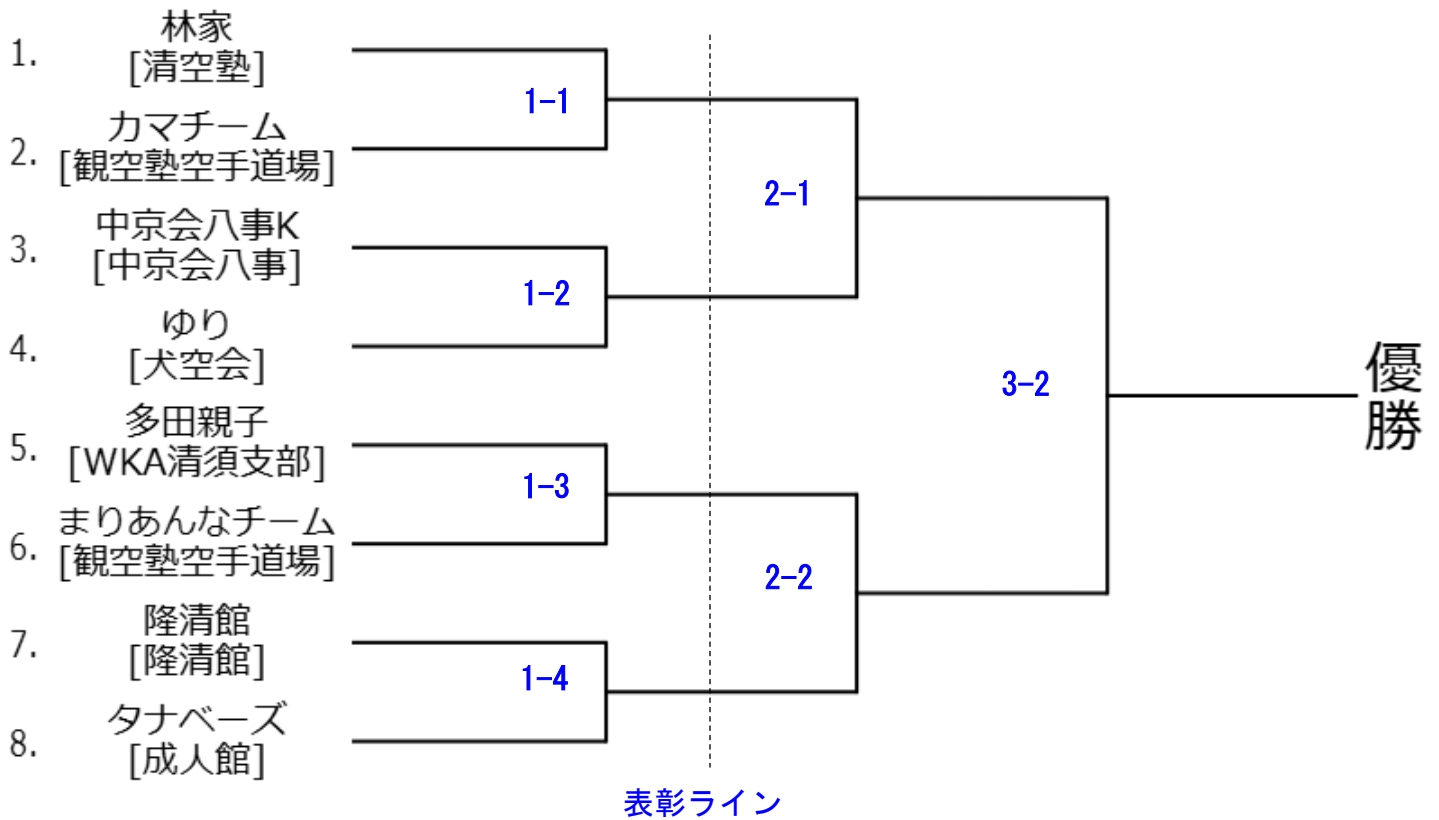 林家
1.
[清空塾]
1-1
カマチーム
2.
[観空塾空手道場]
2-1
中京会八事K
3.
[中京会八事]
1-2
ゆり
4.
[犬空会]
3-2
優勝
多田親子
5.
[WKA清須支部]
1-3
まりあんなチーム
6.
[観空塾空手道場]
2-2
隆清館
7.
[隆清館]
1-4
タナベーズ
8.
[成人館]
表彰ライン